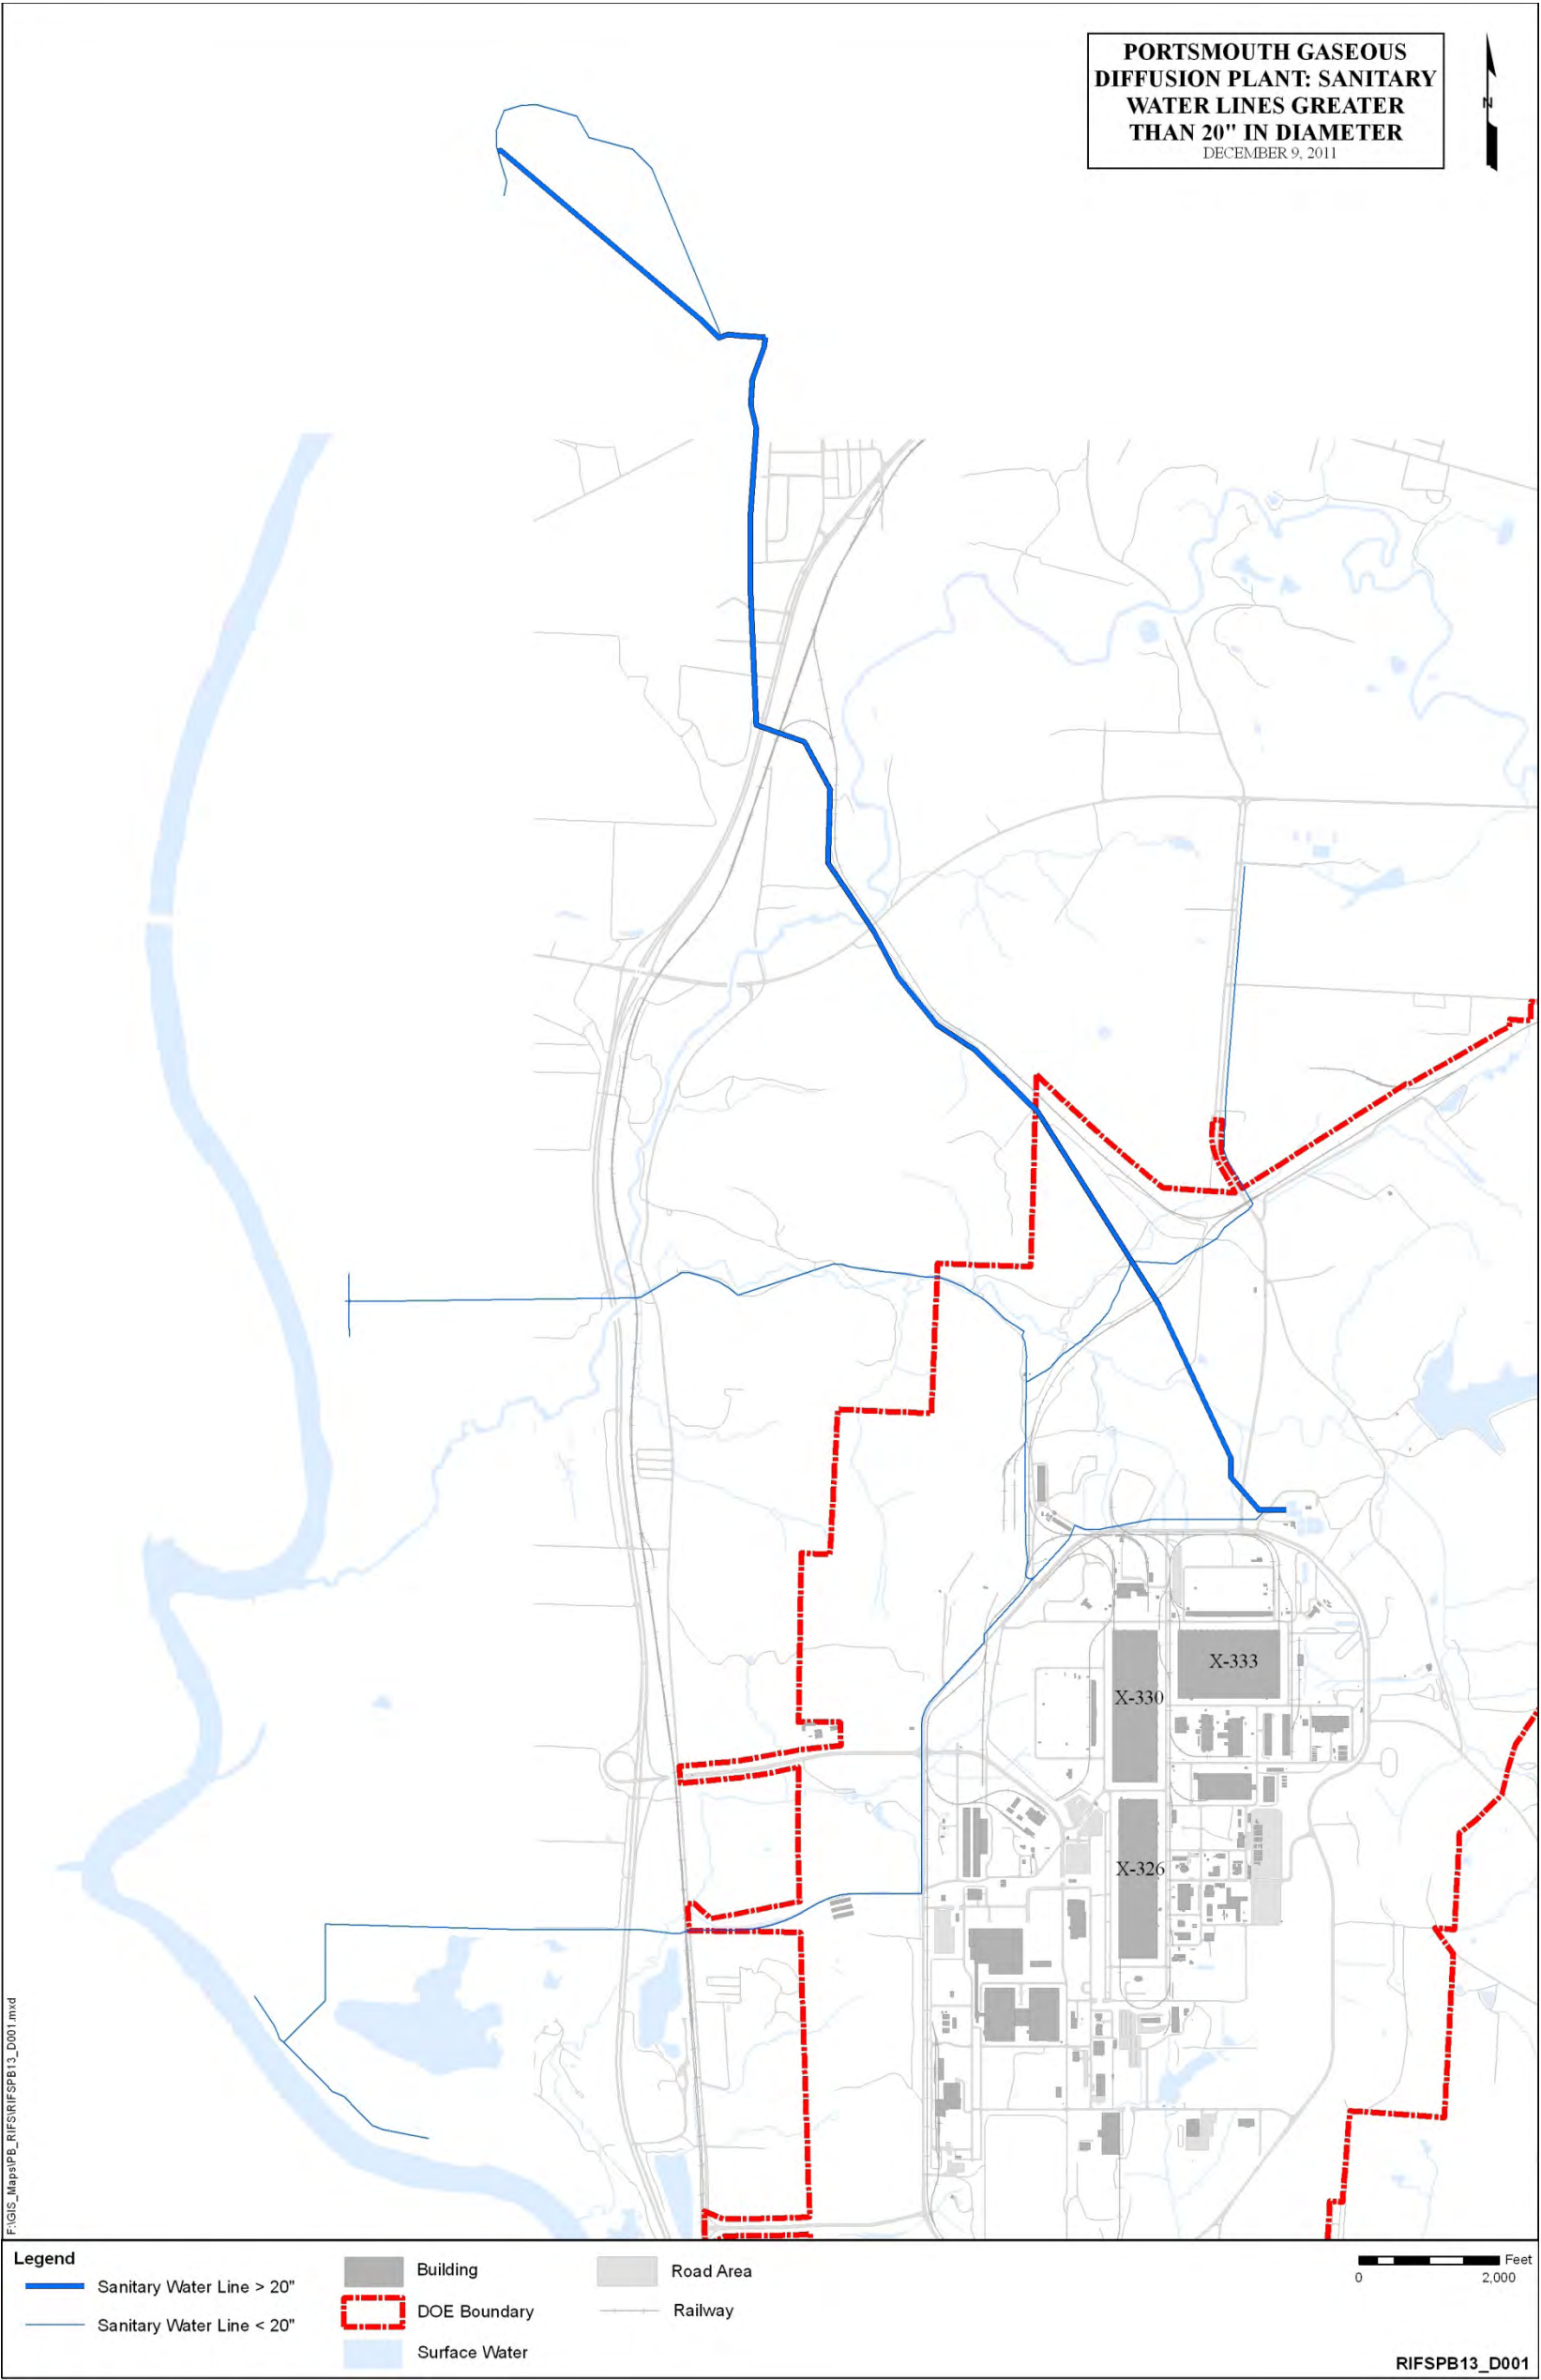 PORTSMOUTH GASEOUS
DIFFUSION PLANT: SANITARY
WATER LINES GREATER
THAN 20" IN DIAMETER
DECEMBER 9, 2011
N
X-333
X-330
X-326
F:\GIS_Maps\PB_RIFS\RIFSPB13_D001.mxd
Legend
Sanitary Water Line > 20"
Sanitary Water Line < 20"
Building
DOE Boundary
Surface Water
Road Area
Railway
Feet
0 2,000
RIFSPB13_D001